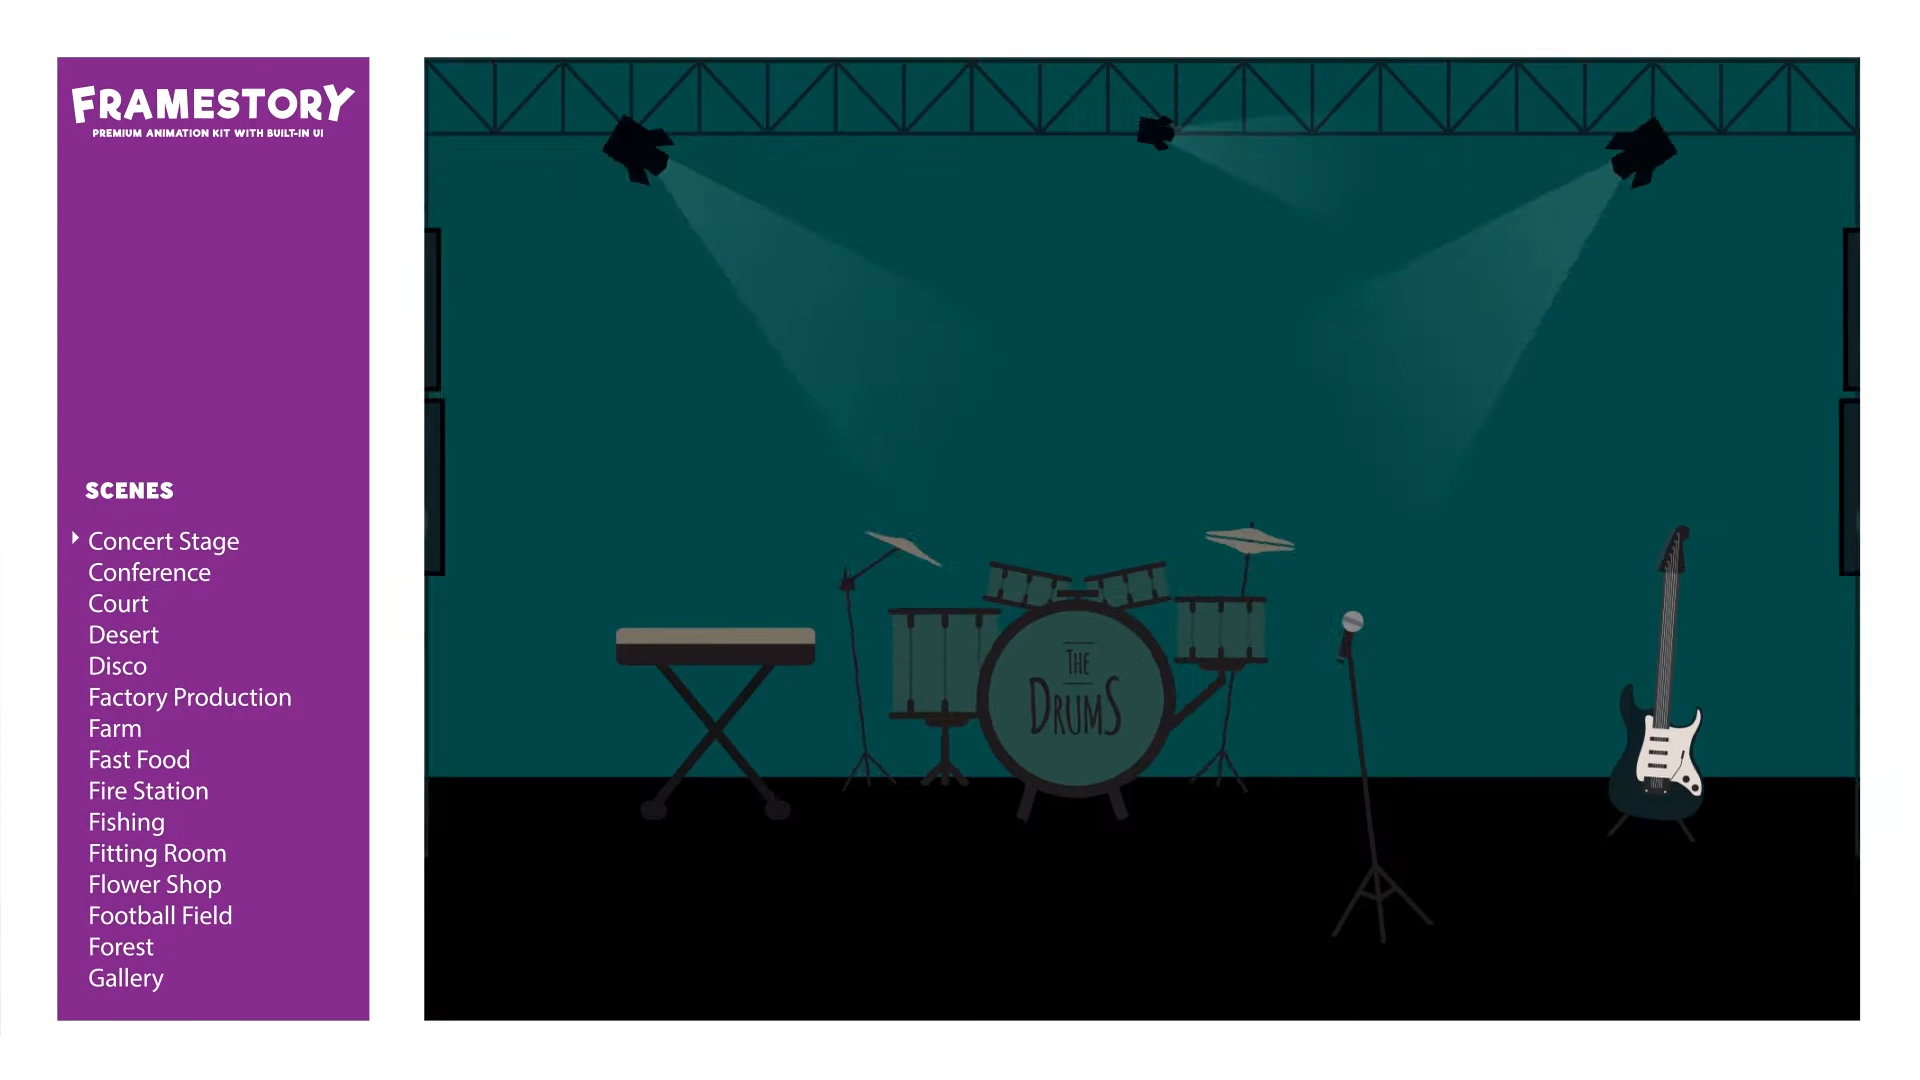 FRAMESTORY
PREMIUM ANIMATION KIT WITH BUILT-IN UI
SCENES
Concert Stage
Conference
Court
Desert
Disco
Factory Production
Farm
Fast Food
Fire Station
Fishing
Fitting Room
Flower Shop
Football Field
Forest
Gallery
THE
DRUMS